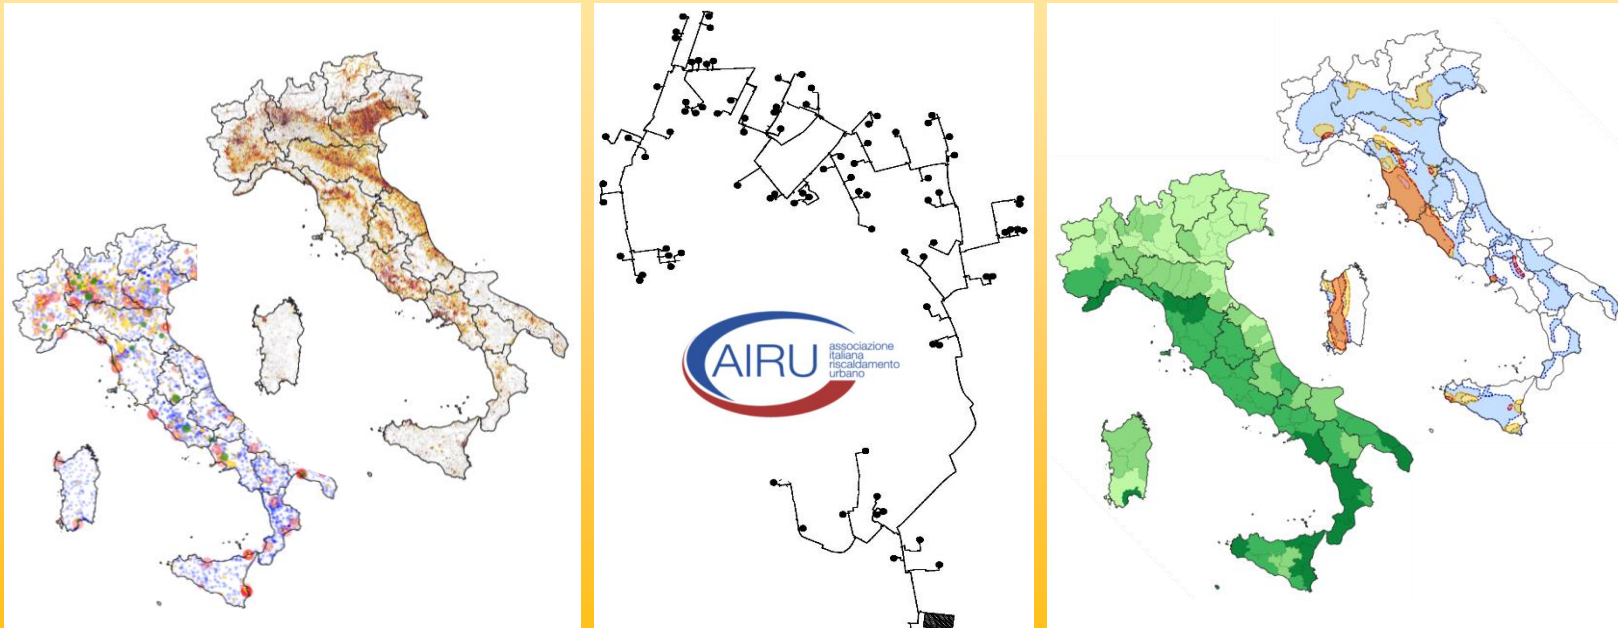 AIRU
associazione
italiana
riscaldamento
urbano